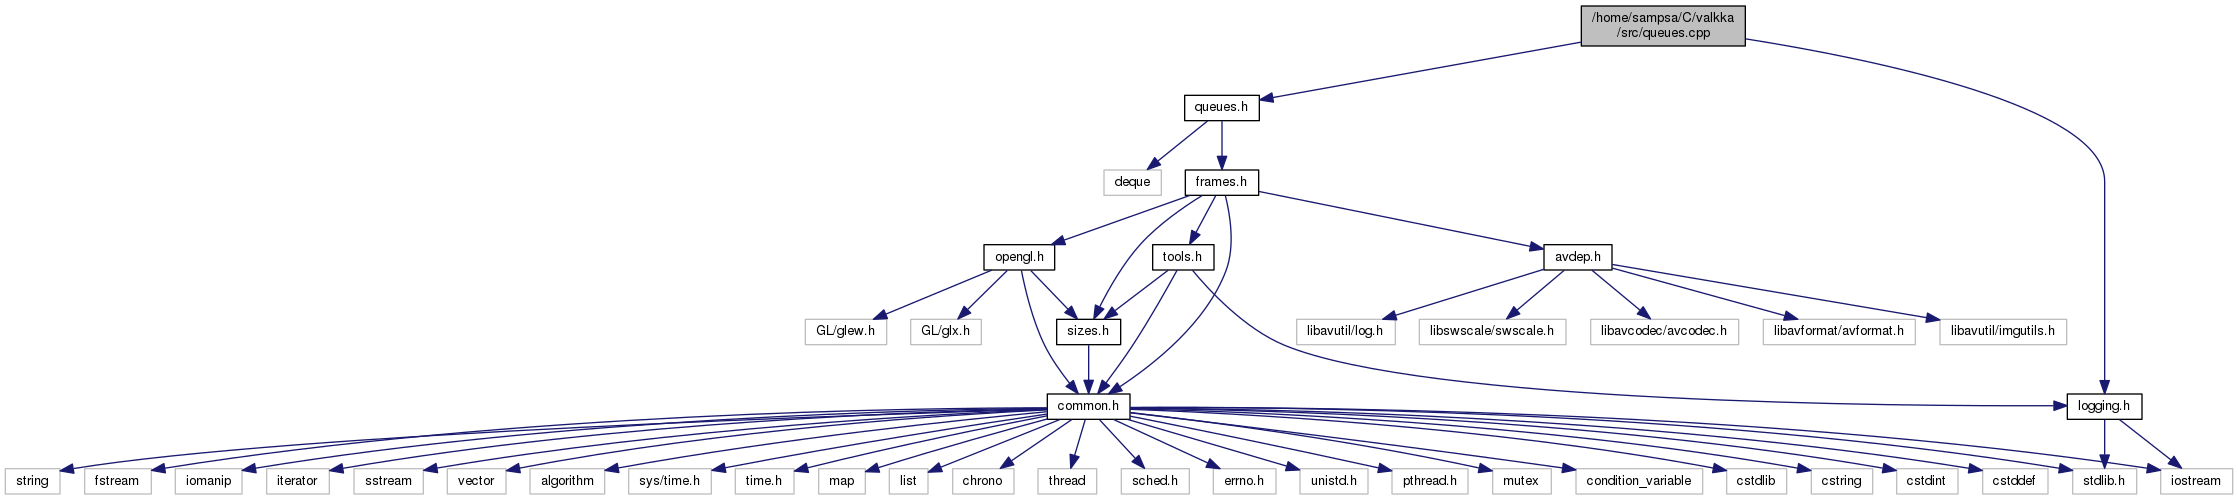 /home/sampsa/C/valkka
/src/queues.cpp
queues.h
deque
frames.h
opengl.h
tools.h
avdep.h
GL/glew.h
GL/glx.h
sizes.h
libavutil/log.h
libswscale/swscale.h
libavcodec/avcodec.h
libavformat/avformat.h
libavutil/imgutils.h
common.h
logging.h
string
fstream
iomanip
iterator
sstream
vector
algorithm
sys/time.h
time.h
map
list
chrono
thread
sched.h
errno.h
unistd.h
pthread.h
mutex
condition_variable
cstdlib
cstring
cstdint
cstddef
stdlib.h
iostream